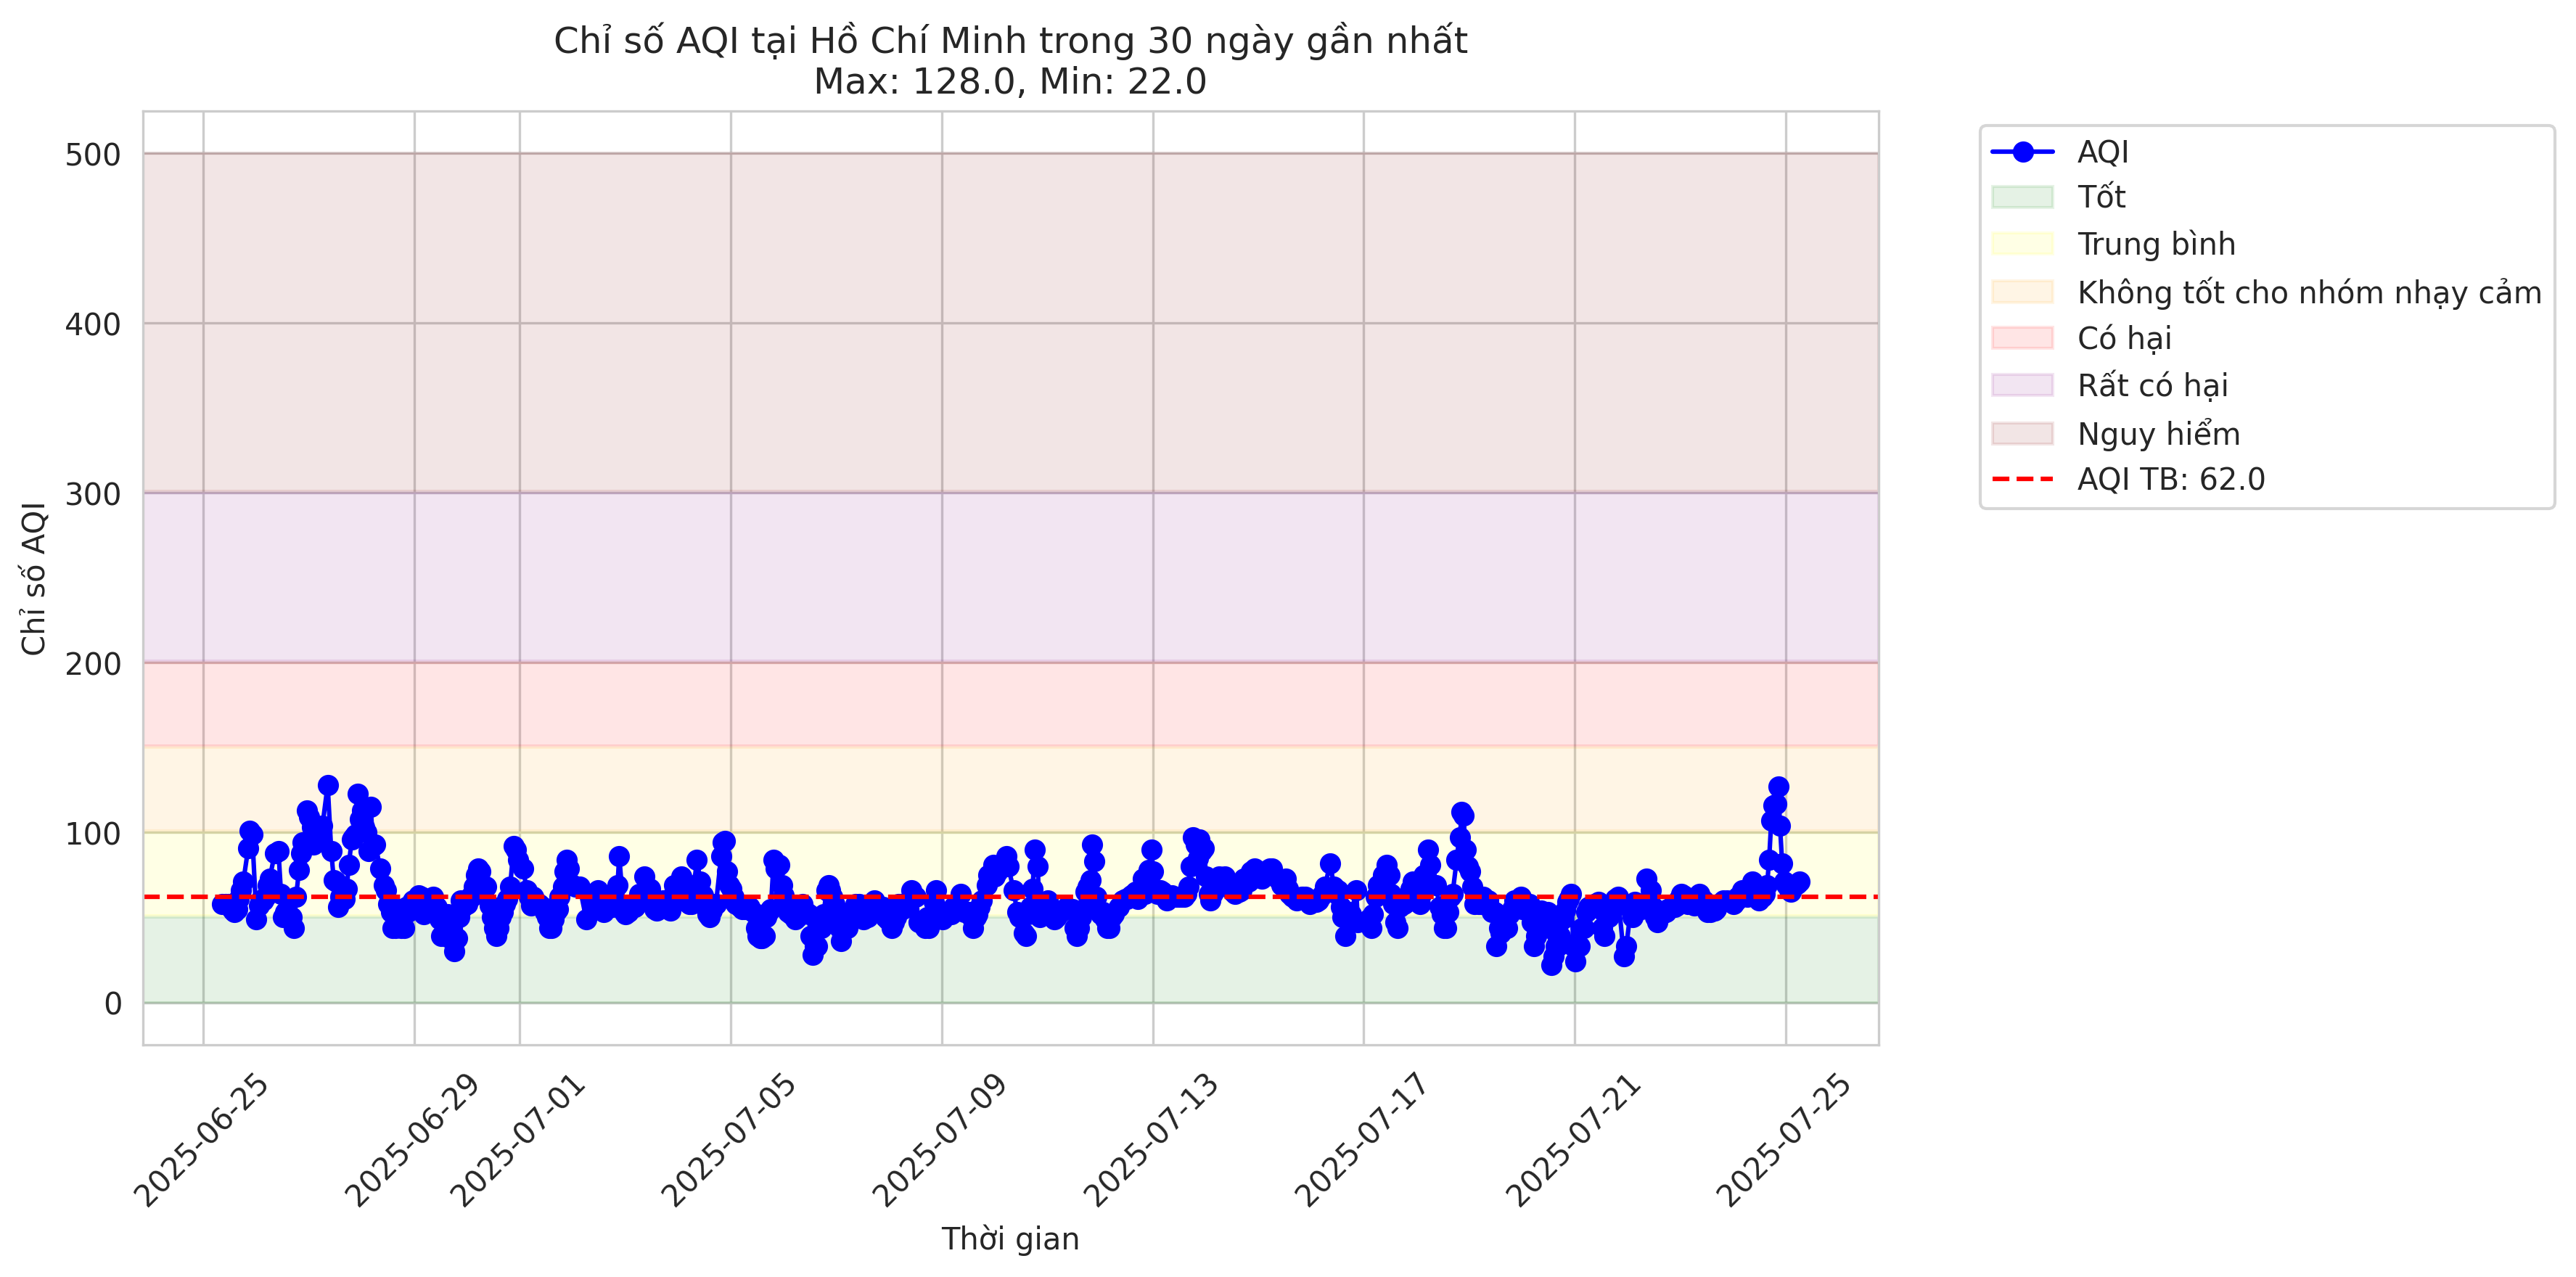 Chỉ số AQI tại Hồ Chí Minh trong 30 ngày gần nhất
Max: 128.0, Min: 22.0
Chỉ số AQI
500
400
300
200
100
0
2025-06-25
2025-06-29
2025-07-01
2025-07-05
2025-07-09
2025-07-13
2025-07-17
2025-07-21
2025-07-25
Thời gian
AQI
Tốt
Trung bình
Không tốt cho nhóm nhạy cảm
Có hại
Rất có hại
Nguy hiểm
AQI TB: 62.0